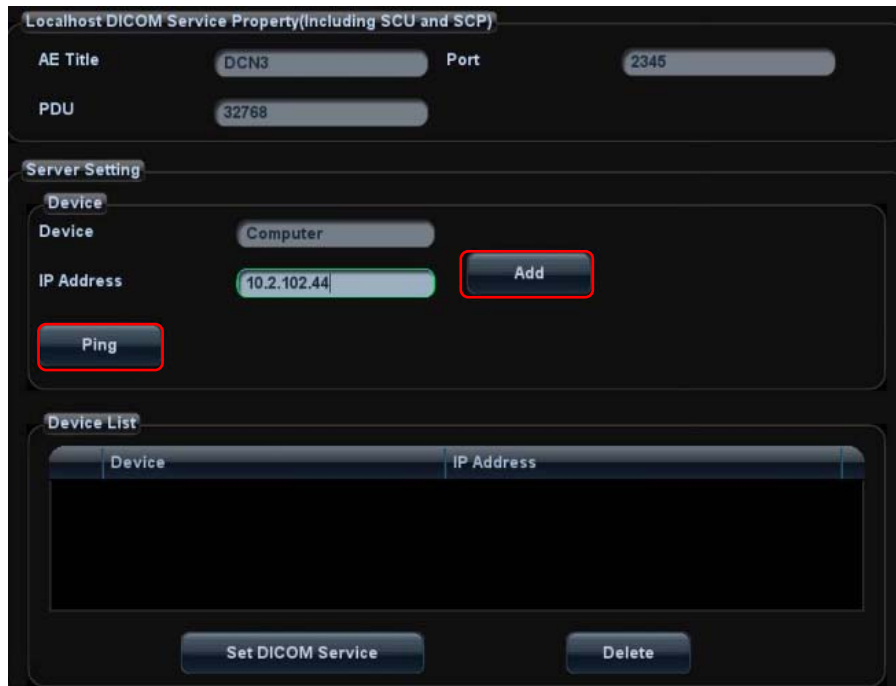 Localhost DICOM Service Property(Including SCU and SCP)
AE Title DCN3 Port 2345
PDU 32768
Server Setting
Device
Device Computer
IP Address 10.2.102.44 Add
Ping
Device List
Device IP Address
Set DICOM Service Delete